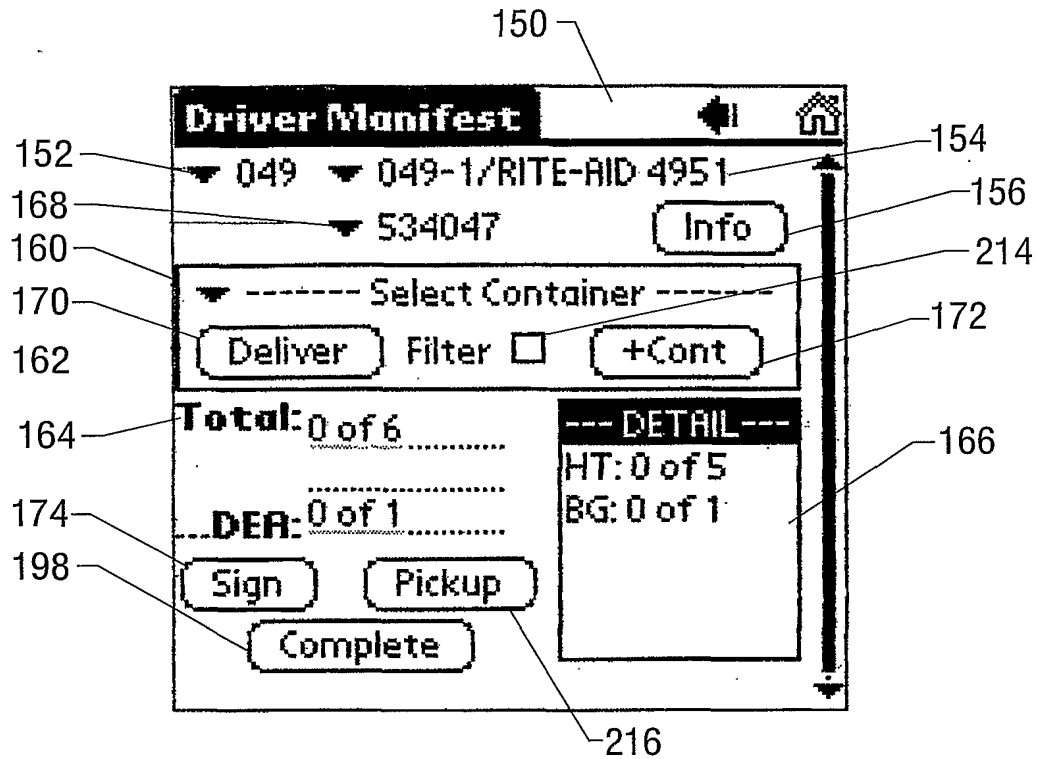 150
Driver Manifest
152
049
049-1/RITE-AID 4951
154
168
534047
Info
156
160
------- Select Container -------
214
170
Deliver
Filter
+Cont
172
162
164
Total:
0 of 6
--- DETAIL---
HT: 0 of 5
BG: 0 of 1
166
174
DEA:
0 of 1
198
Sign
Pickup
Complete
216